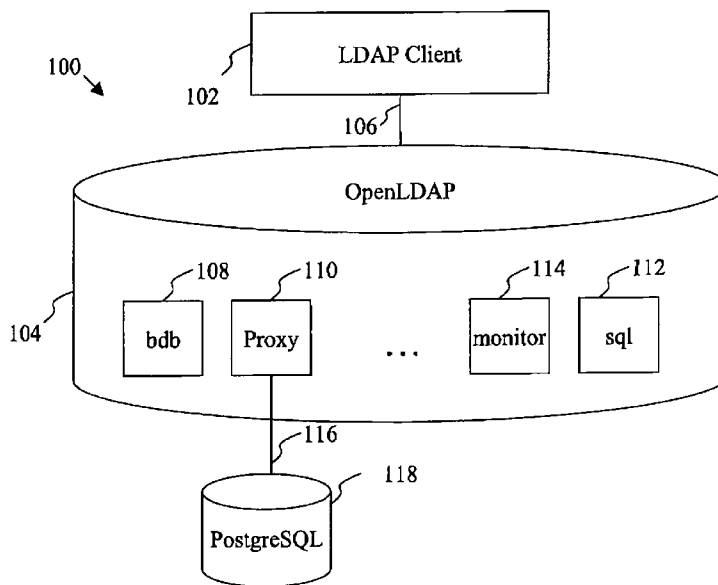 LDAP Client
100
102
106
OpenLDAP
108
110
114
112
104
bdb
Proxy
...
monitor
sql
116
118
PostgreSQL